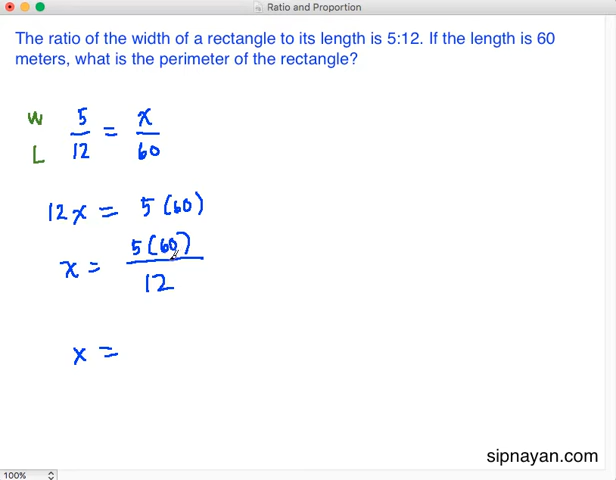 Ratio and Proportion
The ratio of the width of a rectangle to its length is 5:12. If the length is 60
meters, what is the perimeter of the rectangle?
W 5 = x
L 12 60
12x = 5(60)
x = 5(60)
12
x =
sipnayan.com
100%